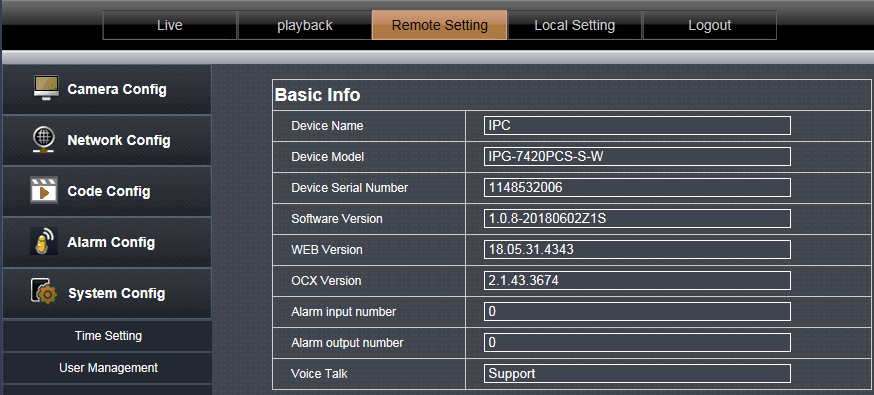 Live playback Remote Setting Local Setting Logout
Camera Config
Network Config
Code Config
Alarm Config
System Config
Time Setting
User Management
Basic Info
Device Name IPC
Device Model IPG-7420PCS-S-W
Device Serial Number 1148532006
Software Version 1.0.8-20180602Z1S
WEB Version 18.05.31.4343
OCX Version 2.1.43.3674
Alarm input number 0
Alarm output number 0
Voice Talk Support